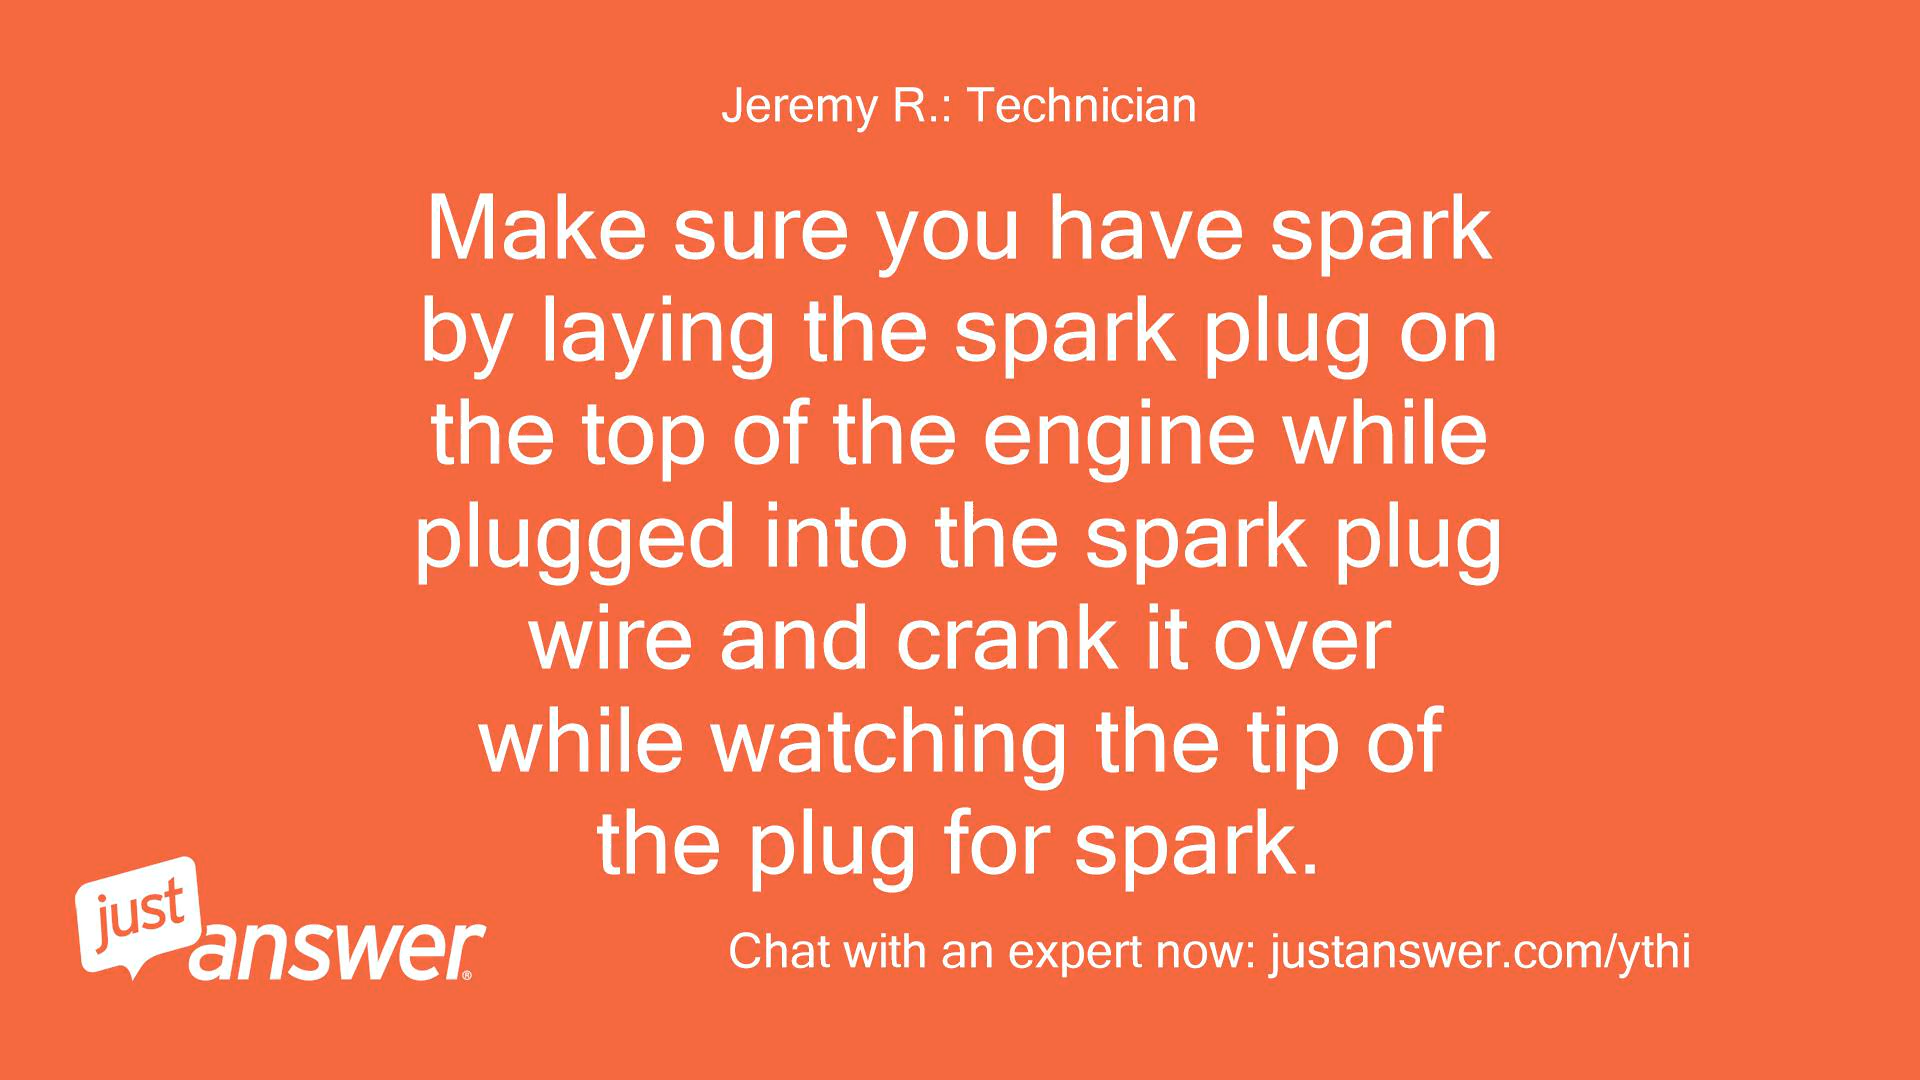 Jeremy R.: Technician
Make sure you have spark
by laying the spark plug on
the top of the engine while
plugged into the spark plug
wire and crank it over
while watching the tip of
the plug for spark.
just
answer®
Chat with an expert now: justanswer.com/ythi